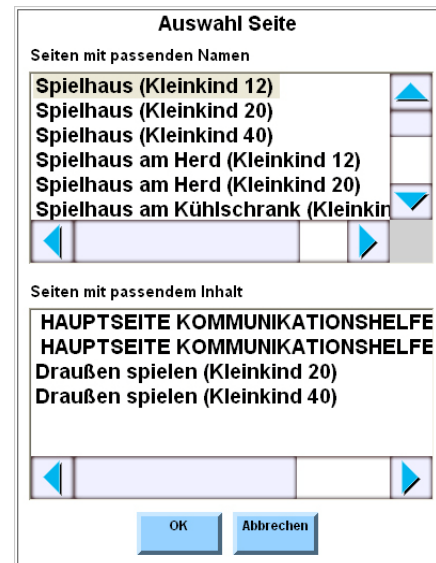 Auswahl Seite
Seiten mit passenden Namen
Spielhaus (Kleinkind 12)
Spielhaus (Kleinkind 20)
Spielhaus (Kleinkind 40)
Spielhaus am Herd (Kleinkind 12)
Spielhaus am Herd (Kleinkind 20)
Spielhaus am Kühlschrank (Kleinkin
Seiten mit passendem Inhalt
HAUPTSEITE KOMMUNIKATIONSHELFE
HAUPTSEITE KOMMUNIKATIONSHELFE
Draußen spielen (Kleinkind 20)
Draußen spielen (Kleinkind 40)
OK Abbrechen